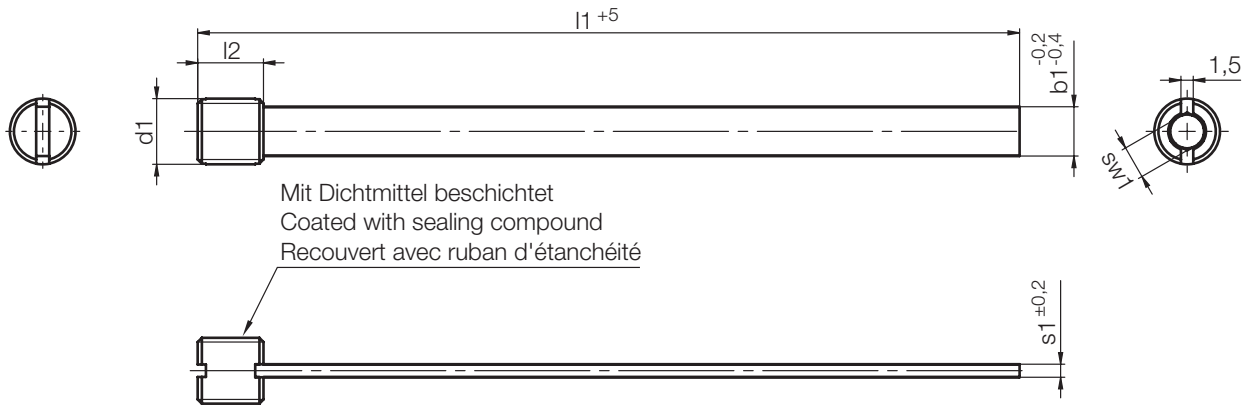 l1 +5
l2
d1
b1 -0,2 -0,4
1,5
sw1
Mit Dichtmittel beschichtet
Coated with sealing compound
Recouvert avec ruban d'étanchéité
s1 ±0,2